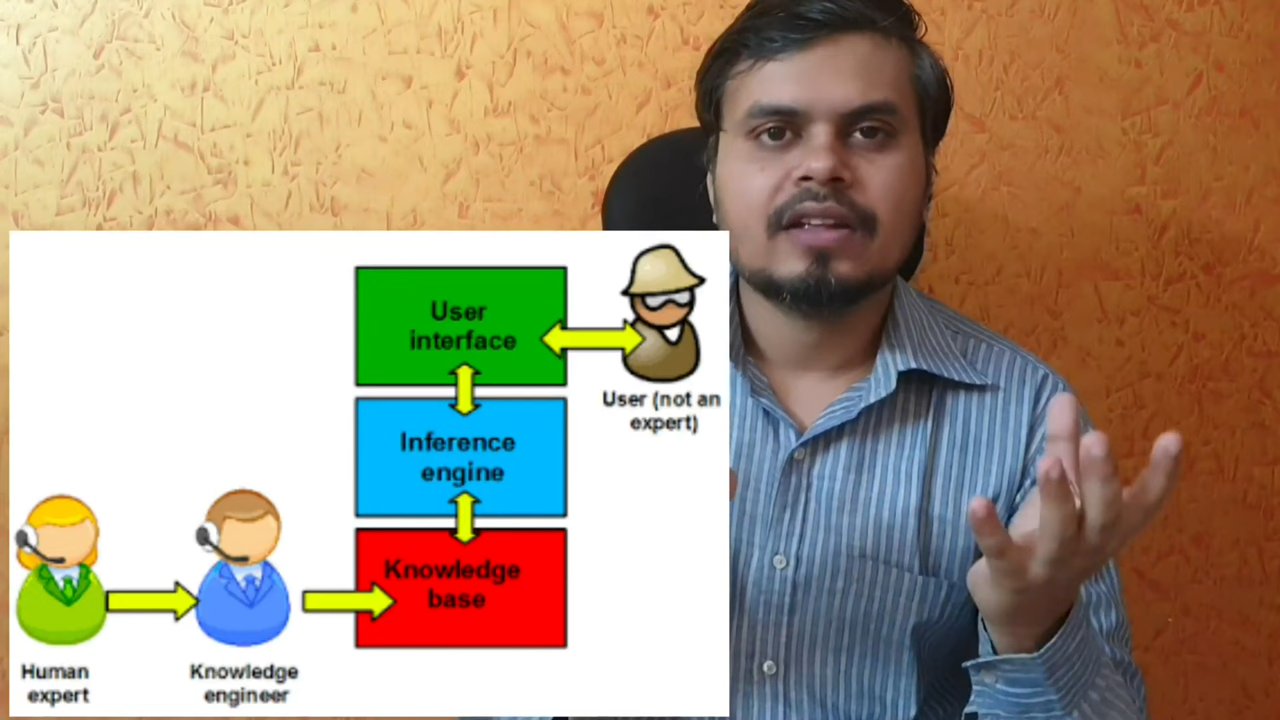 User
interface
User (not an
expert)
Inference
engine
Knowledge
base
Human
expert
Knowledge
engineer